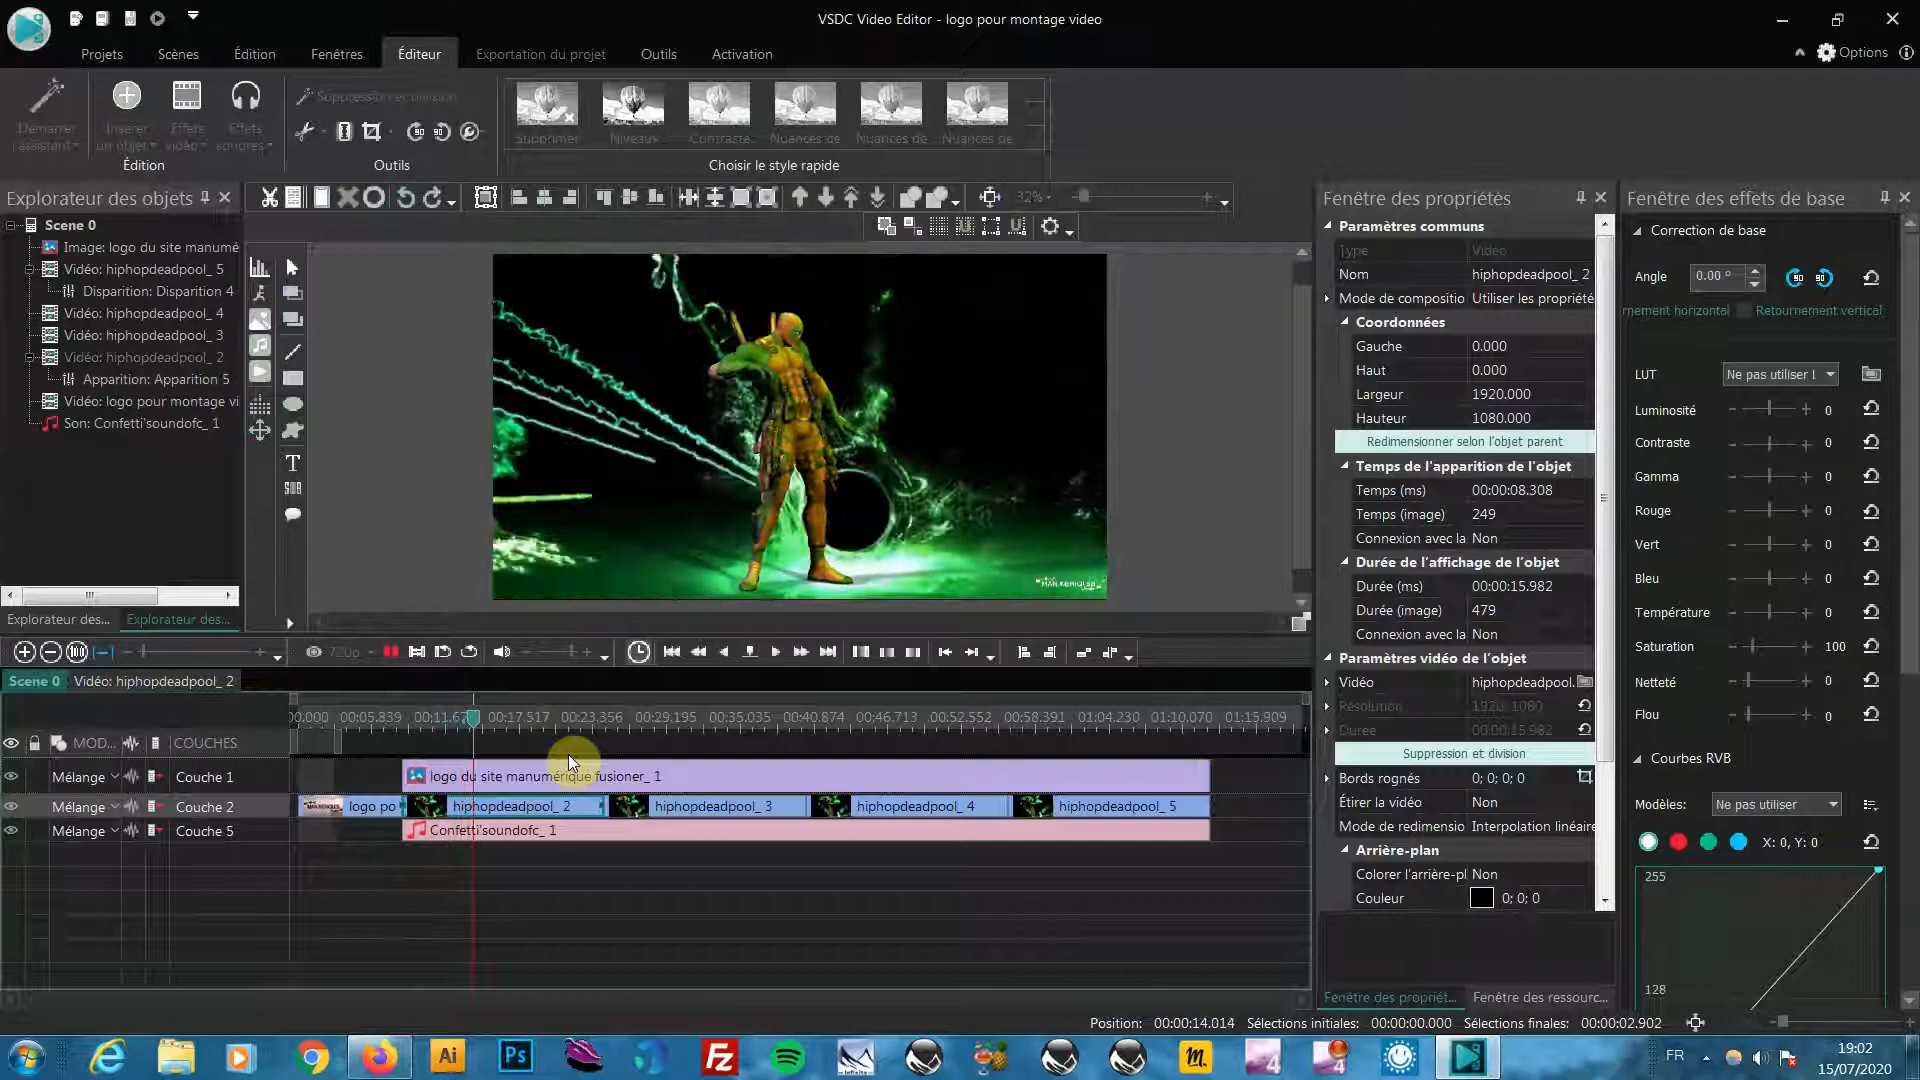 VSDC Video Editor - logo pour montage video
Projets Scènes Édition Fenêtres Éditeur Exportation du projet Outils Activation
Options
Démarrer l'assistant
Insérer un objet
Effets vidéo
Effets sonores
Édition
Suppression et division
Outils
Supprimer Niveaux Contraste Nuances de Nuances de Nuances de
Choisir le style rapide
Explorateur des objets
Scene 0
Image: logo du site manumé
Vidéo: hiphopdeadpool_ 5
Disparition: Disparition 4
Vidéo: hiphopdeadpool_ 4
Vidéo: hiphopdeadpool_ 3
Vidéo: hiphopdeadpool_ 2
Apparition: Apparition 5
Vidéo: logo pour montage vi
Son: Confetti'soundofc_ 1
Explorateur des... Explorateur des...
32%
T
Fenêtre des propriétés
Paramètres communs
Type Video
Nom hiphopdeadpool_ 2
Mode de compositio Utiliser les propriété
Coordonnées
Gauche 0.000
Haut 0.000
Largeur 1920.000
Hauteur 1080.000
Redimensionner selon l'objet parent
Temps de l'apparition de l'objet
Temps (ms) 00:00:08.308
Temps (image) 249
Connexion avec la Non
Durée de l'affichage de l'objet
Durée (ms) 00:00:15.982
Durée (image) 479
Connexion avec la Non
Paramètres vidéo de l'objet
Vidéo hiphopdeadpool.
Résolution 1920; 1080
Duree 00:00:15.982
Suppression et division
Bords rognés 0; 0; 0; 0
Étirer la vidéo Non
Mode de redimensio Interpolation linéaire
Arrière-plan
Colorer l'arrière-pl Non
Couleur 0; 0; 0
Fenêtre des propriét... Fenêtre des ressourc...
Fenêtre des effets de base
Correction de base
Angle 0.00 ° 90 90
rnement horizontal Retournement vertical
LUT Ne pas utiliser l
Luminosité 0
Contraste 0
Gamma 0
Rouge 0
Vert 0
Bleu 0
Température 0
Saturation 100
Netteté 0
Flou 0
Courbes RVB
Modèles: Ne pas utiliser
X: 0, Y: 0
255
128
720p
Scene 0 Vidéo: hiphopdeadpool_ 2
00.000 00:05.839 00:11.67 00:17.517 00:23.356 00:29.195 00:35.035 00:40.874 00:46.713 00:52.552 00:58.391 01:04.230 01:10.070 01:15.909
MOD... COUCHES
Mélange Couche 1 logo du site manumérique fusioner_ 1
Mélange Couche 2 logo po hiphopdeadpool_ 2 hiphopdeadpool_ 3 hiphopdeadpool_ 4 hiphopdeadpool_ 5
Mélange Couche 5 Confetti'soundofc_ 1
Position: 00:00:14.014 Sélections initiales: 00:00:00.000 Sélections finales: 00:00:02.902
Ai Ps Fz m 4 4
FR
19:02
15/07/2020